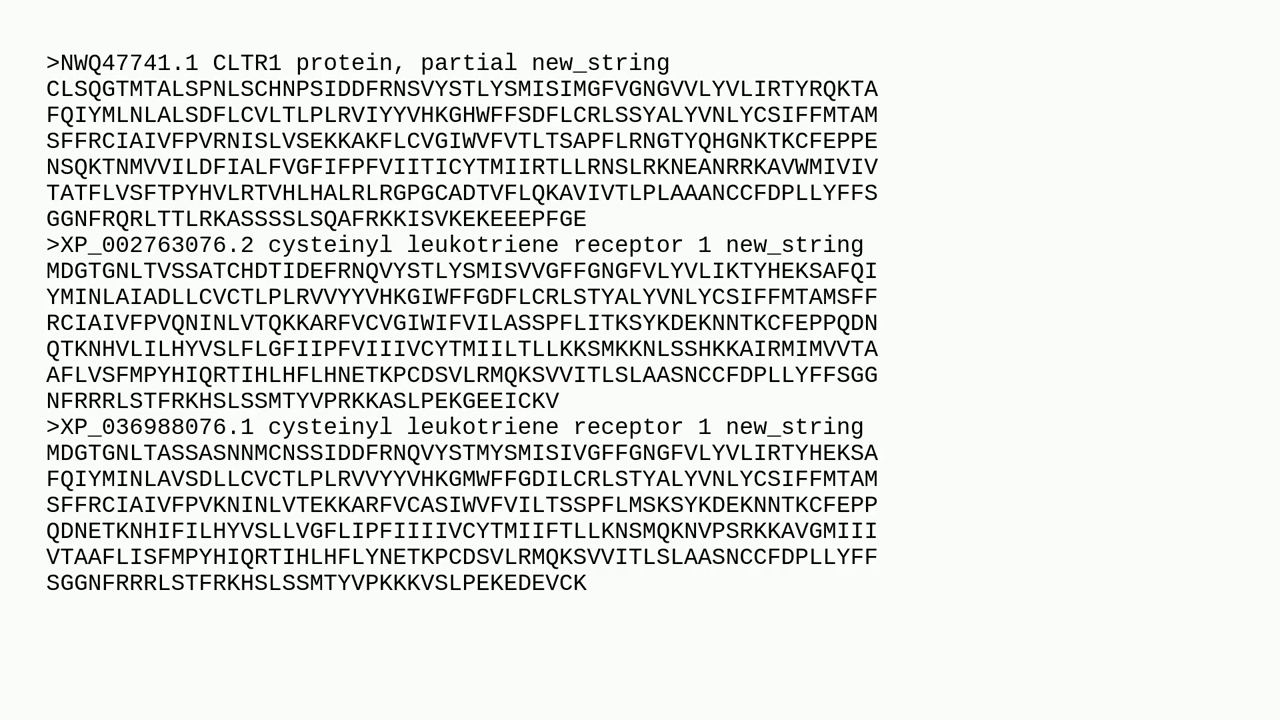 >NWQ47741.1 CLTR1 protein, partial new_string
CLSQGTMTALSPNLSCHNPSIDDFRNSVYSTLYSMISIMGFVGNGVVLYVLIRTYRQKTA
FQIYMLNLALSDFLCVLTLPLRVIYYVHKGHWFFSDFLCRLSSYALYVNLYCSIFFMTAM
SFFRCIAIVFPVRNISLVSEKKAKFLCVGIWVFVTLTSAPFLRNGTYQHGNKTKCFEPPE
NSQKTNMVVILDFIALFVGFIFPFVIITICYTMIIRTLLRNSLRKNEANRRKAVWMIVIV
TATFLVSFTPYHVLRTVHLHALRLRGPGCADTVFLQKAVIVTLPLAAANCCFDPLLYFFS
GGNFRQRLTTLRKASSSSLSQAFRKKISVKEKEEEPFGE
>XP_002763076.2 cysteinyl leukotriene receptor 1 new_string
MDGTGNLTVSSATCHDTIDEFRNQVYSTLYSMISVVGFFGNGFVLYVLIKTYHEKSAFQI
YMINLAIADLLCVCTLPLRVVYYVHKGIWFFGDFLCRLSTYALYVNLYCSIFFMTAMSFF
RCIAIVFPVQNINLVTQKKARFVCVGIWIFVILASSPFLITKSYKDEKNNTKCFEPPQDN
QTKNHVLILHYVSLFLGFIIPFVIIIVCYTMIILTLLKKSMKKNLSSHKKAIRMIMVVTA
AFLVSFMPYHIQRTIHLHFLHNETKPCDSVLRMQKSVVITLSLAASNCCFDPLLYFFSGG
NFRRRLSTFRKHSLSSMTYVPRKKASLPEKGEEICKV
>XP_036988076.1 cysteinyl leukotriene receptor 1 new_string
MDGTGNLTASSASNNMCNSSIDDFRNQVYSTMYSMISIVGFFGNGFVLYVLIRTYHEKSA
FQIYMINLAVSDLLCVCTLPLRVVYYVHKGMWFFGDILCRLSTYALYVNLYCSIFFMTAM
SFFRCIAIVFPVKNINLVTEKKARFVCASIWVFVILTSSPFLMSKSYKDEKNNTKCFEPP
QDNETKNHIFILHYVSLLVGFLIPFIIIIVCYTMIIFTLLKNSMQKNVPSRKKAVGMIII
VTAAFLISFMPYHIQRTIHLHFLYNETKPCDSVLRMQKSVVITLSLAASNCCFDPLLYFF
SGGNFRRRLSTFRKHSLSSMTYVPKKKVSLPEKEDEVCK